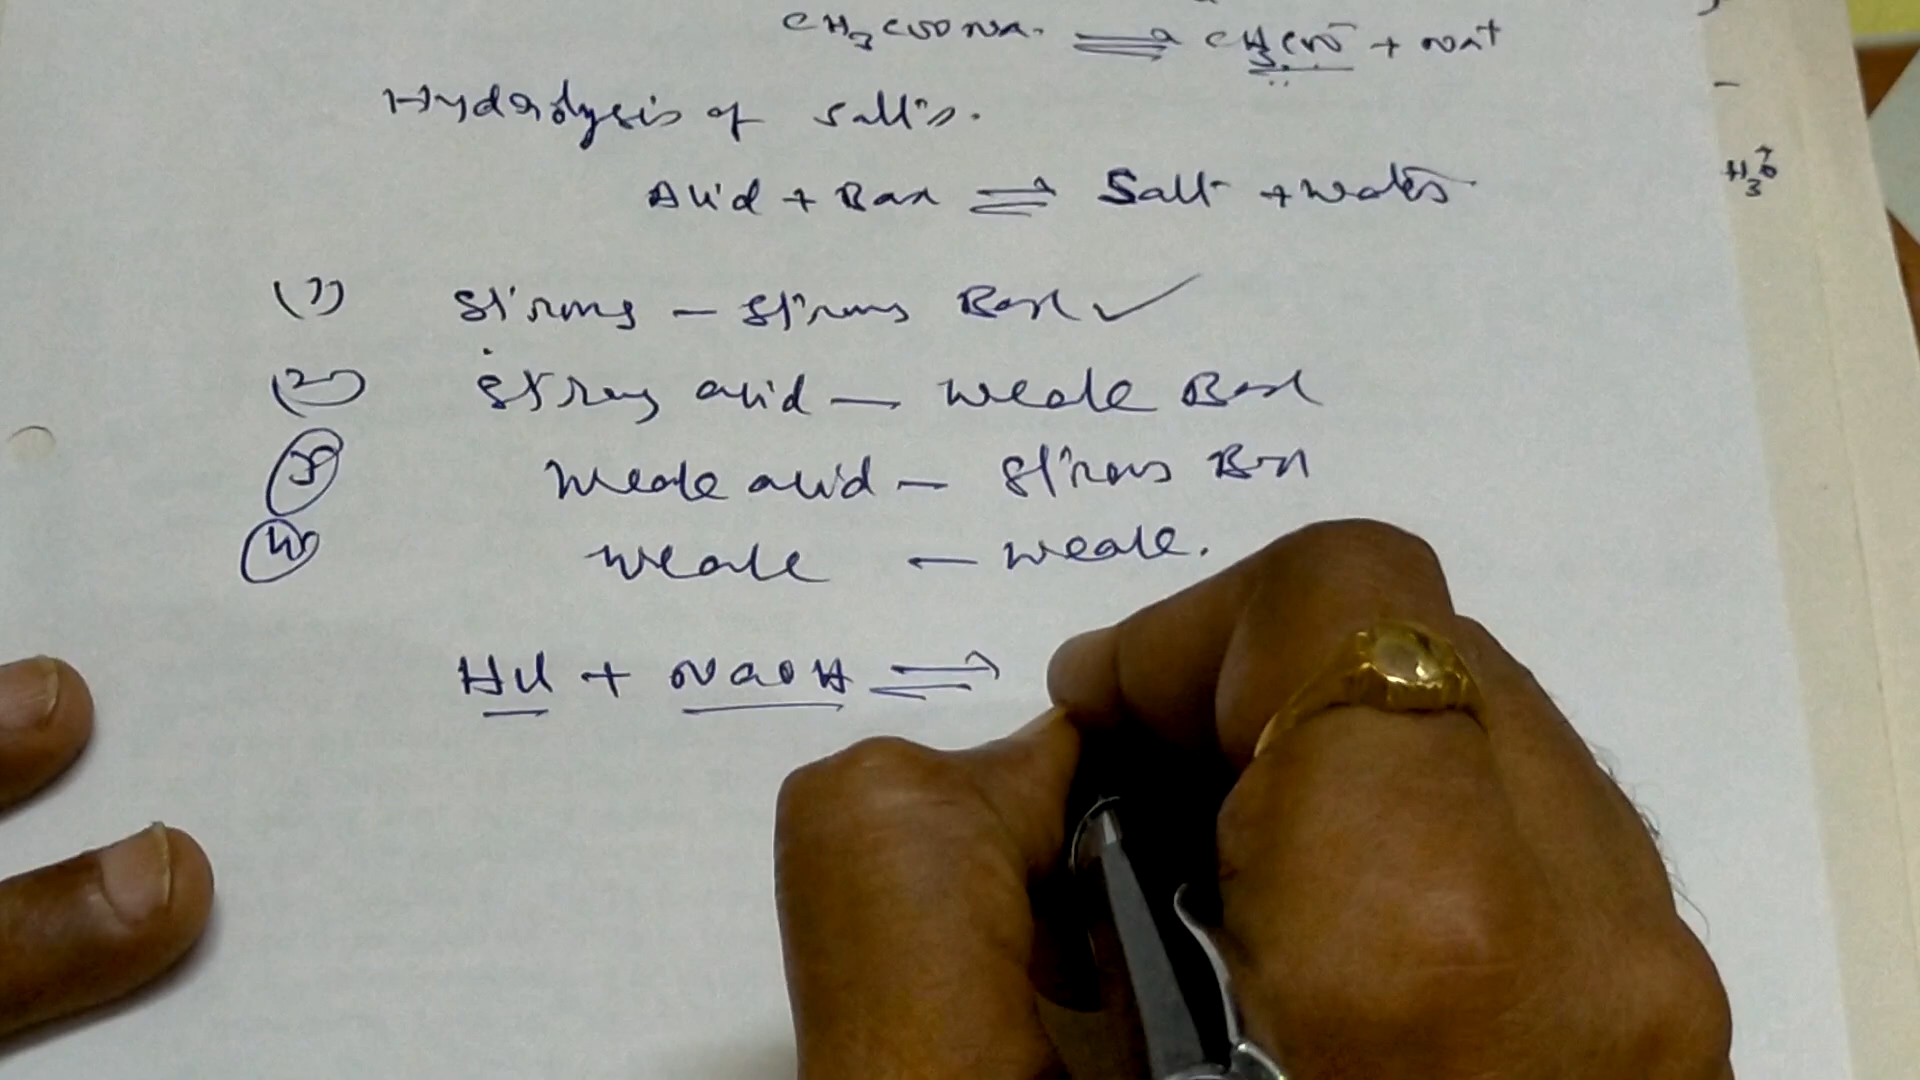 CH3COONa. ⇌ CH3COO- + Na+
Hydrolysis of salts.
Acid + Base ⇌ Salt + Water
H3O+
(1) Strong - Strong Base ✓
(2) Strong acid - Weak Base
(3) Weak acid - Strong Base
(4) Weak - Weak.
HCl + NaOH ⇌